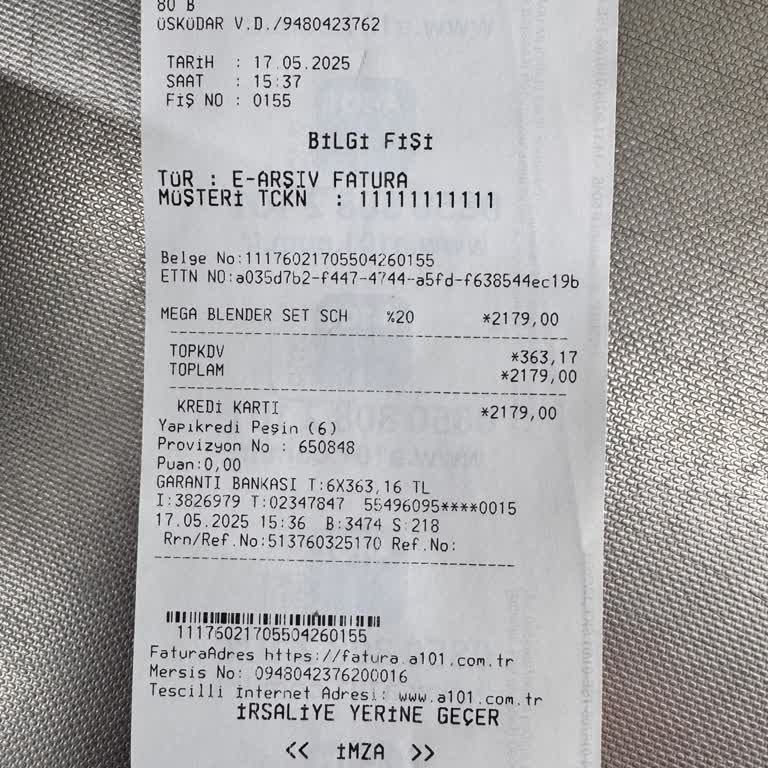 80 B
ÜSKÜDAR V.D./9480423762
TARİH : 17.05.2025
SAAT : 15:37
FİŞ NO : 0155
BİLGİ FİŞİ
TÜR : E-ARŞIV FATURA
MÜŞTERİ TCKN : 11111111111
Belge No:11176021705504260155
ETTN NO:a035d7b2-f447-4744-a5fd-f638544ec19b
MEGA BLENDER SET SCH %20 *2179,00
TOPKDV *363,17
TOPLAM *2179,00
KREDİ KARTI *2179,00
Yapıkredi Peşin (6)
Provizyon No : 650848
Puan:0,00
GARANTI BANKASI T:6X363,16 TL
I:3826979 T:02347847 55496095****0015
17.05.2025 15:36 B:3474 S:218
Rrn/Ref.No:513760325170 Ref.No:
11176021705504260155
FaturaAdres https://fatura.a101.com.tr
Mersis No: 0948042376200016
Tescilli İnternet Adresi: www.a101.com.tr
İRSALİYE YERİNE GEÇER
<< İMZA >>